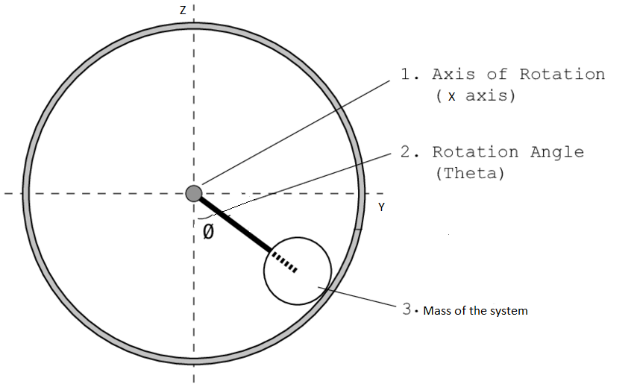 Z
1. Axis of Rotation
( x axis)
2. Rotation Angle
(Theta)
Y
Ø
3. Mass of the system